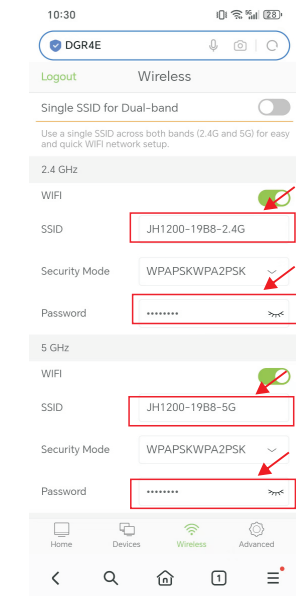 10:30
5G
28
DGR4E
Logout
Wireless
Single SSID for Dual-band
Use a single SSID across both bands (2.4G and 5G) for easy
and quick WIFI network setup.
2.4 GHz
WIFI
SSID
JH1200-19B8-2.4G
Security Mode
WPAPSKWPA2PSK
Password
••••••••
5 GHz
WIFI
SSID
JH1200-19B8-5G
Security Mode
WPAPSKWPA2PSK
Password
••••••••
Home
Devices
Wireless
Advanced
1